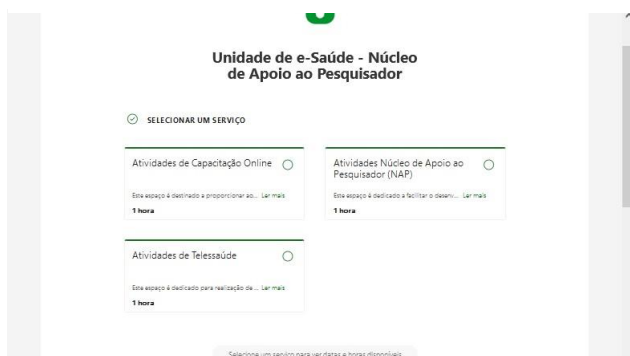 Unidade de e-Saúde - Núcleo
de Apoio ao Pesquisador
SELECIONAR UM SERVIÇO
Atividades de Capacitação Online
Este espaço é destinado a proporcionar ao... Ler mais
1 hora
Atividades Núcleo de Apoio ao
Pesquisador (NAP)
Este espaço é dedicado a facilitar o desenv... Ler mais
1 hora
Atividades de Telessaúde
Este espaço é dedicado para realização de ... Ler mais
1 hora
Selecione um serviço para ver datas e horas disponíveis